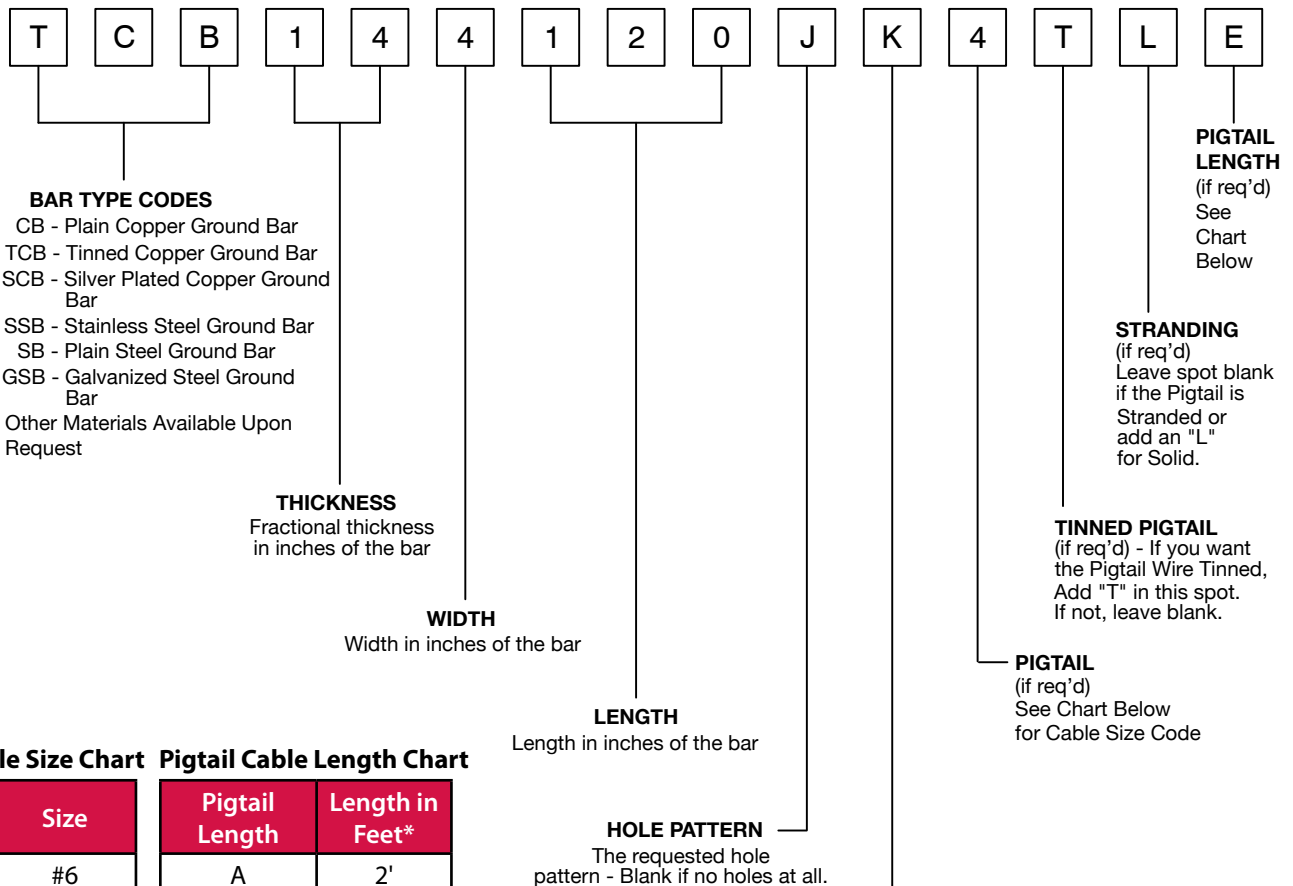 T C B 1 4 4 1 2 0 J K 4 T L E
BAR TYPE CODES
CB - Plain Copper Ground Bar
TCB - Tinned Copper Ground Bar
SCB - Silver Plated Copper Ground
Bar
SSB - Stainless Steel Ground Bar
SB - Plain Steel Ground Bar
GSB - Galvanized Steel Ground
Bar
Other Materials Available Upon
Request
THICKNESS
Fractional thickness
in inches of the bar
WIDTH
Width in inches of the bar
LENGTH
Length in inches of the bar
HOLE PATTERN
The requested hole
pattern - Blank if no holes at all.
PIGTAIL
(if req'd)
See Chart Below
for Cable Size Code
TINNED PIGTAIL
(if req'd) - If you want
the Pigtail Wire Tinned,
Add "T" in this spot.
If not, leave blank.
STRANDING
(if req'd)
Leave spot blank
if the Pigtail is
Stranded or
add an "L"
for Solid.
PIGTAIL
LENGTH
(if req'd)
See
Chart
Below
le Size Chart
Size
#6
Pigtail Cable Length Chart
Pigtail Length
Length in Feet*
A
2'